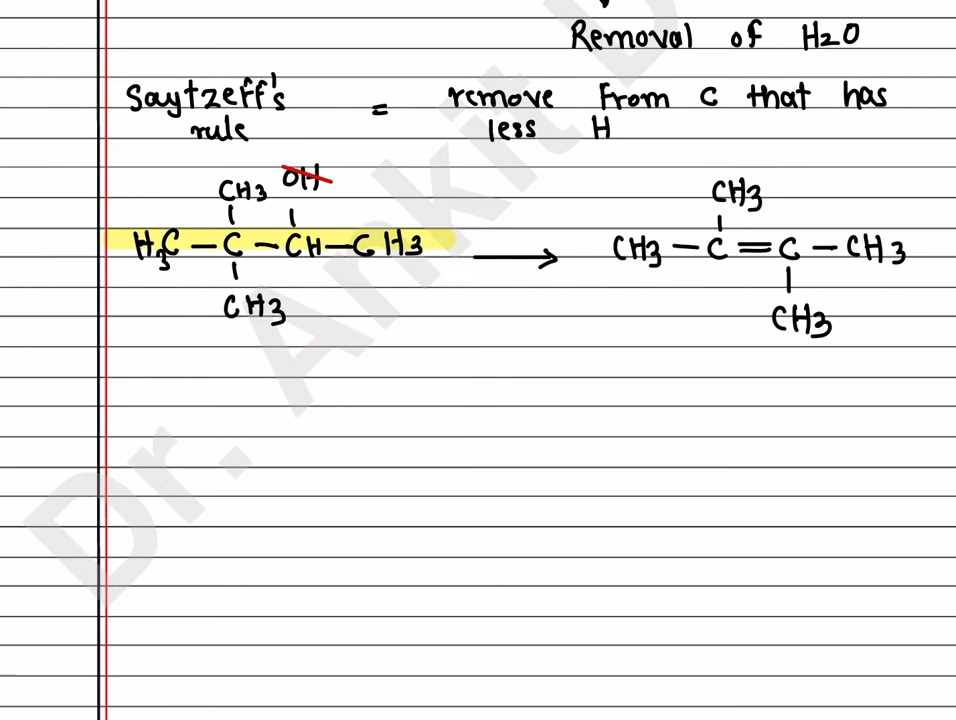 Removal of H2O
Saytzeff's rule = remove from C that has less H
CH3 OH
H3C — C — CH — CH3
CH3
CH3
CH3 — C = C — CH3
CH3
Dr. Ankit D